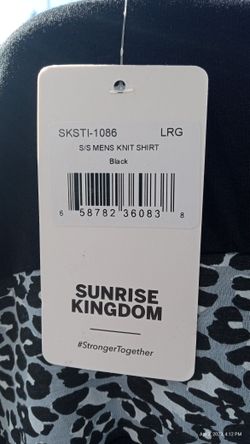 SKSTI-1086 LRG
S/S MENS KNIT SHIRT
Black
6 58782 36083 8
SUNRISE
KINGDOM
#StrongerTogether